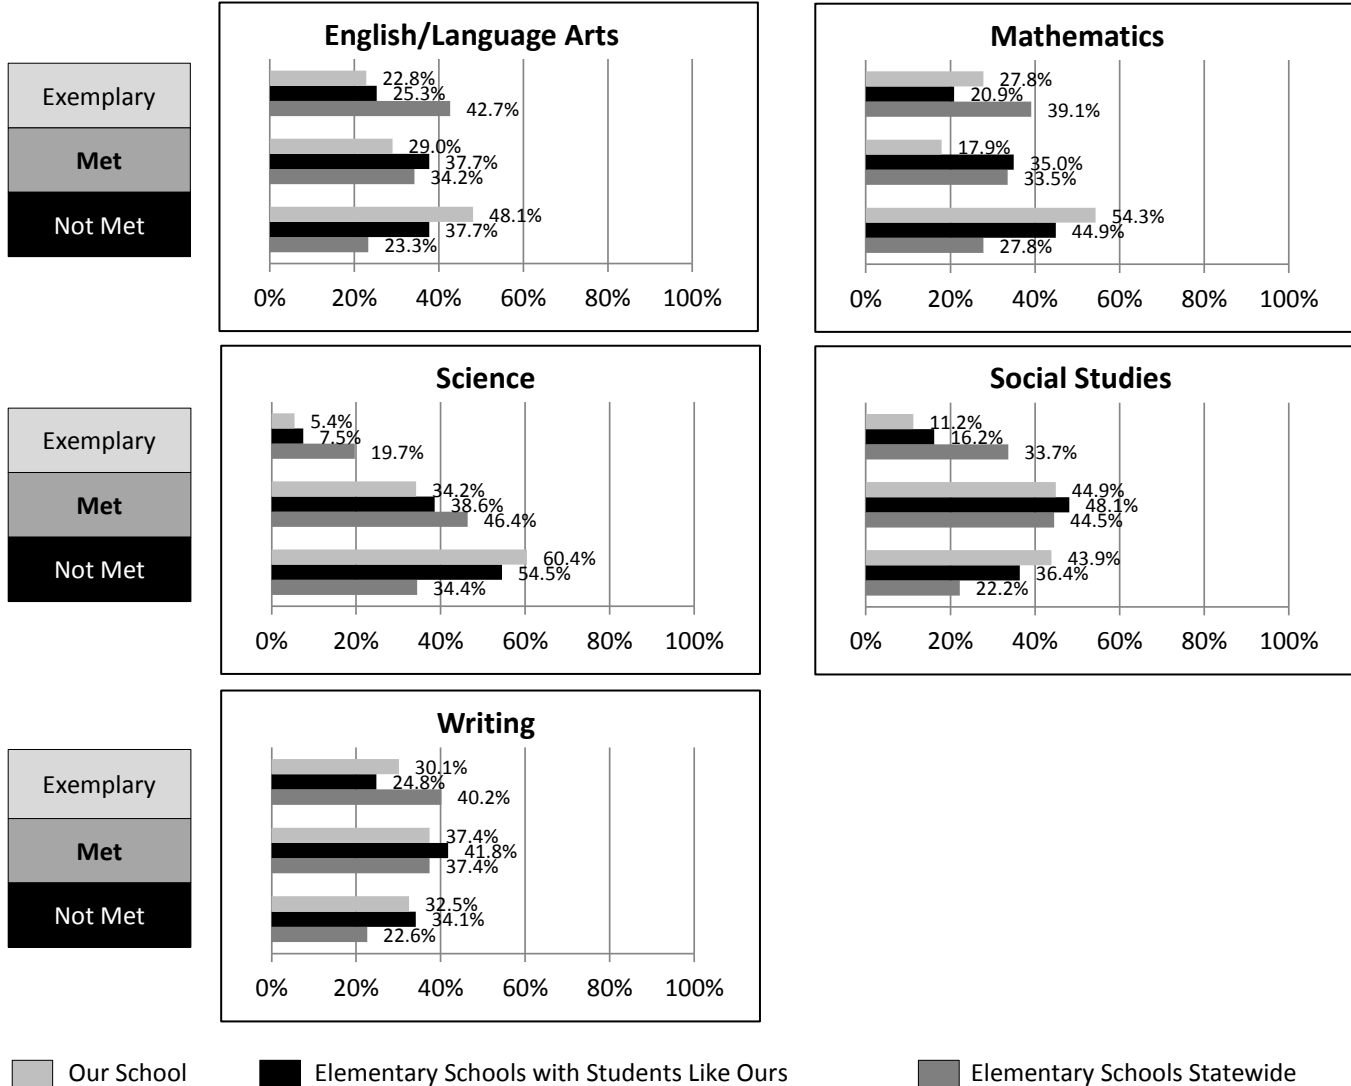 English/Language Arts
Exemplary
Met
Not Met
22.8%
25.3%
42.7%
29.0%
37.7%
34.2%
48.1%
37.7%
23.3%
0% 20% 40% 60% 80% 100%
Mathematics
27.8%
20.9%
39.1%
17.9%
35.0%
33.5%
54.3%
44.9%
27.8%
0% 20% 40% 60% 80% 100%
Science
Exemplary
Met
Not Met
5.4%
7.5%
19.7%
34.2%
38.6%
46.4%
60.4%
54.5%
34.4%
0% 20% 40% 60% 80% 100%
Social Studies
11.2%
16.2%
33.7%
44.9%
48.1%
44.5%
43.9%
36.4%
22.2%
0% 20% 40% 60% 80% 100%
Writing
Exemplary
Met
Not Met
30.1%
24.8%
40.2%
37.4%
41.8%
37.4%
32.5%
34.1%
22.6%
0% 20% 40% 60% 80% 100%
Our School Elementary Schools with Students Like Ours Elementary Schools Statewide